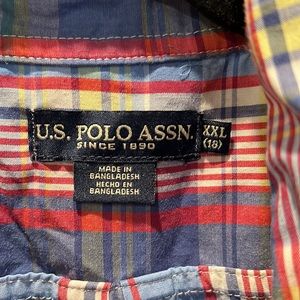 U.S. POLO ASSN.
SINCE 1890
XXL
(18)
MADE IN
BANGLADESH
HECHO EN
BANGLADESH